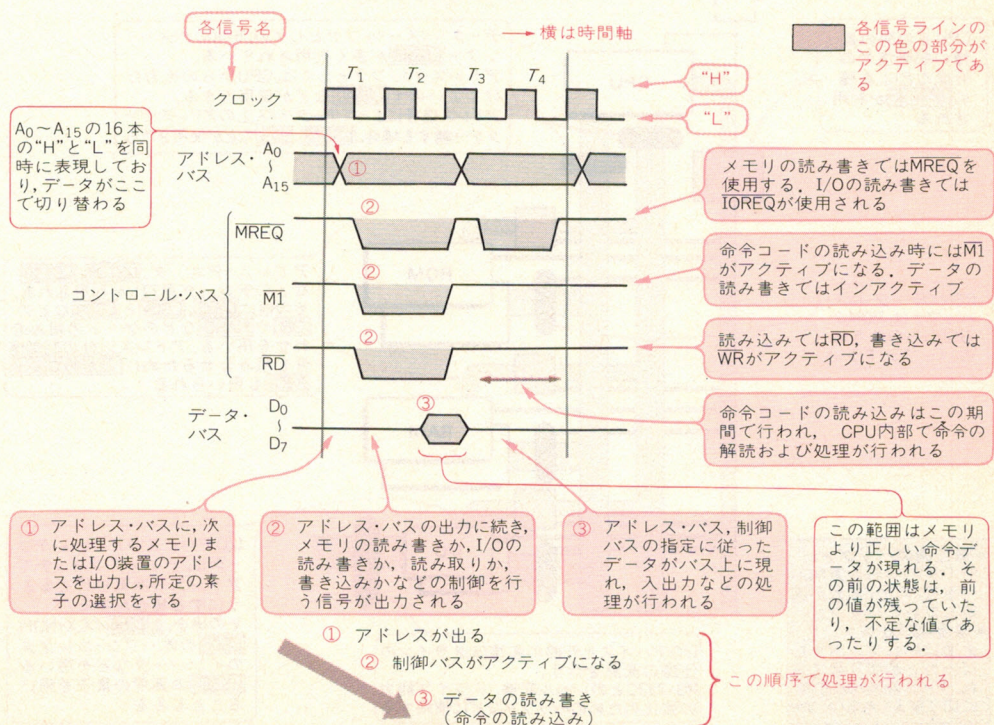 各信号名
→ 横は時間軸
各信号ラインの
この色の部分が
アクティブであ
る
T1 T2 T3 T4
クロック
“H”
“L”
A0〜A15の16本
の“H”と“L”を同
時に表現してお
り,データがここ
で切り替わる
アドレス・
バス
A0
〜
A15
①
メモリの読み書きではM̅R̅E̅Q̅を
使用する.I/Oの読み書きでは
I̅O̅R̅E̅Q̅が使用される
②
M̅R̅E̅Q̅
命令コードの読み込み時にはM̅1̅
がアクティブになる.データの
読み書きではインアクティブ
②
M̅1̅
コントロール・バス
②
R̅D̅
読み込みではR̅D̅,書き込みでは
W̅R̅がアクティブになる
データ・
バス
D0
〜
D7
③
命令コードの読み込みはこの期
間で行われ, CPU内部で命令の
解読および処理が行われる
① アドレス・バスに,次
に処理するメモリま
たはI/O装置のアド
レスを出力し,所定の素
子の選択をする
② アドレス・バスの出力に続き,
メモリの読み書きか,I/Oの
読み書きか,読み取りか,
書き込みかなどの制御を行
う信号が出力される
③ アドレス・バス,制御
バスの指定に従った
データがバス上に現
れ,入出力などの処
理が行われる
この範囲はメモリ
より正しい命令デ
ータが現れる.そ
の前の状態は,前
の値が残っていた
り,不定な値であ
ったりする.
① アドレスが出る
② 制御バスがアクティブになる
③ データの読み書き
(命令の読み込み)
この順序で処理が行われる